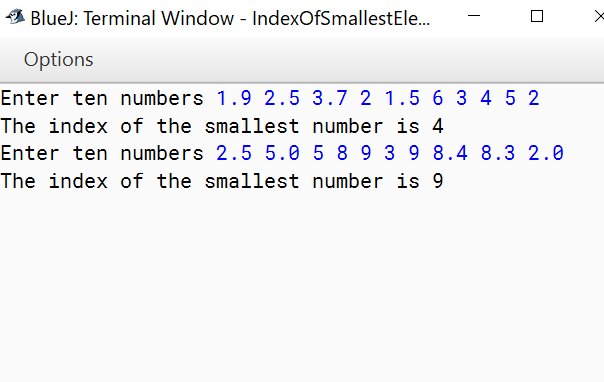 BlueJ: Terminal Window - IndexOfSmallestEle...
Options
Enter ten numbers 1.9 2.5 3.7 2 1.5 6 3 4 5 2
The index of the smallest number is 4
Enter ten numbers 2.5 5.0 5 8 9 3 9 8.4 8.3 2.0
The index of the smallest number is 9